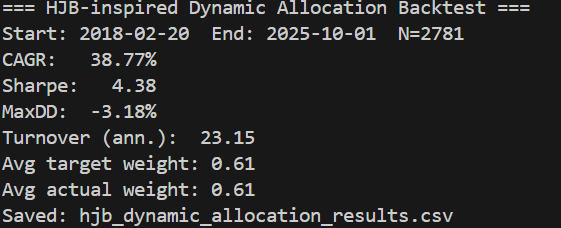 === HJB-inspired Dynamic Allocation Backtest ===
Start: 2018-02-20  End: 2025-10-01  N=2781
CAGR:   38.77%
Sharpe:   4.38
MaxDD:  -3.18%
Turnover (ann.):  23.15
Avg target weight: 0.61
Avg actual weight: 0.61
Saved: hjb_dynamic_allocation_results.csv